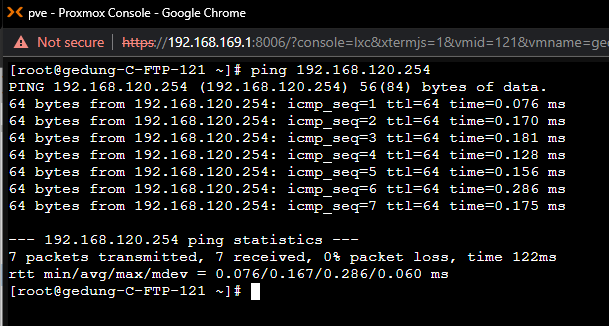 pve - Proxmox Console - Google Chrome
Not secure https://192.168.169.1:8006/?console=lxc&xtermjs=1&vmid=121&vmname=ged
[root@gedung-C-FTP-121 ~]# ping 192.168.120.254
PING 192.168.120.254 (192.168.120.254) 56(84) bytes of data.
64 bytes from 192.168.120.254: icmp_seq=1 ttl=64 time=0.076 ms
64 bytes from 192.168.120.254: icmp_seq=2 ttl=64 time=0.170 ms
64 bytes from 192.168.120.254: icmp_seq=3 ttl=64 time=0.181 ms
64 bytes from 192.168.120.254: icmp_seq=4 ttl=64 time=0.128 ms
64 bytes from 192.168.120.254: icmp_seq=5 ttl=64 time=0.156 ms
64 bytes from 192.168.120.254: icmp_seq=6 ttl=64 time=0.286 ms
64 bytes from 192.168.120.254: icmp_seq=7 ttl=64 time=0.175 ms
--- 192.168.120.254 ping statistics ---
7 packets transmitted, 7 received, 0% packet loss, time 122ms
rtt min/avg/max/mdev = 0.076/0.167/0.286/0.060 ms
[root@gedung-C-FTP-121 ~]#